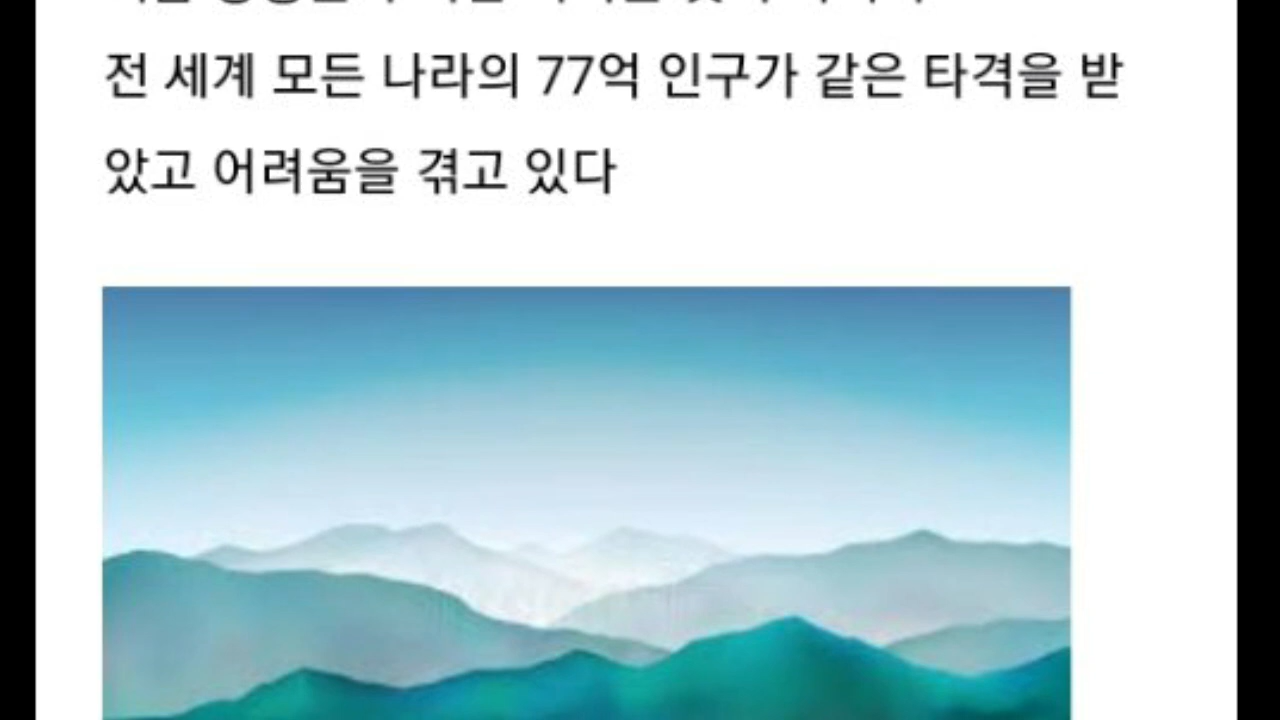 전 세계 모든 나라의 77억 인구가 같은 타격을 받
았고 어려움을 겪고 있다